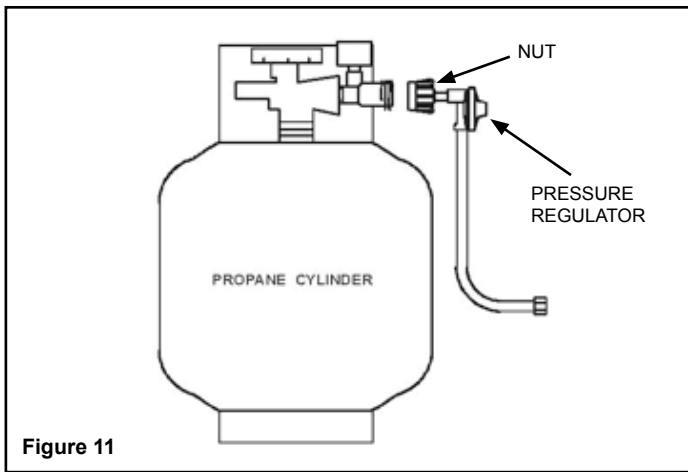 NUT
PRESSURE
REGULATOR
PROPANE CYLINDER
Figure 11